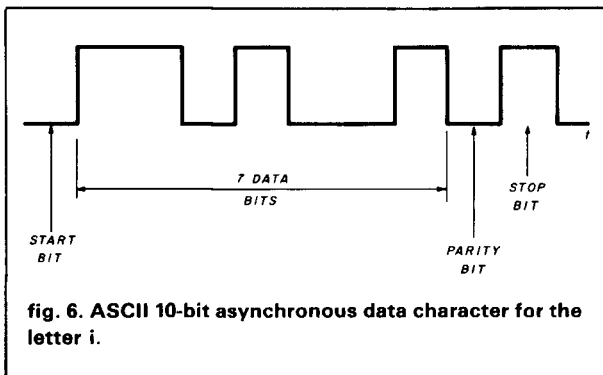 t
7 DATA
BITS
START
BIT
PARITY
BIT
STOP
BIT
fig. 6. ASCII 10-bit asynchronous data character for the
letter i.